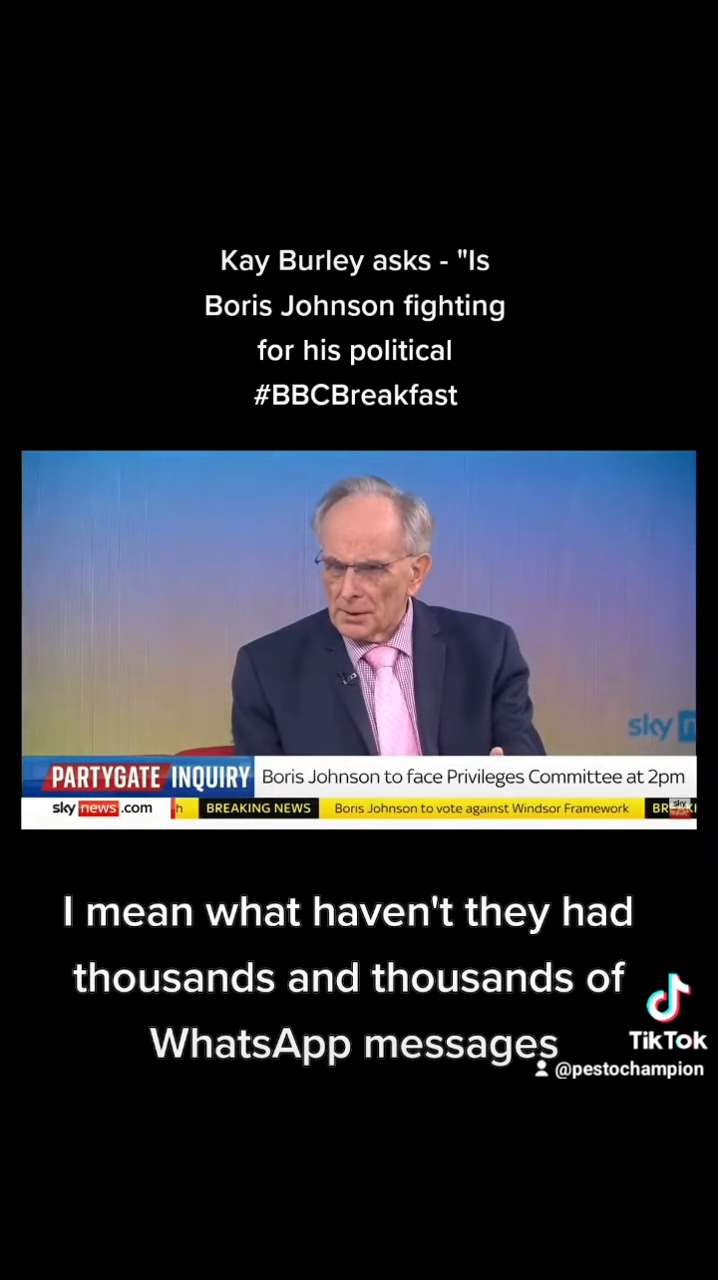 Kay Burley asks - "Is
Boris Johnson fighting
for his political
#BBCBreakfast
sky n
PARTYGATE INQUIRY Boris Johnson to face Privileges Committee at 2pm
sky news.com h BREAKING NEWS Boris Johnson to vote against Windsor Framework BREAKI
I mean what haven't they had
thousands and thousands of
WhatsApp messages
TikTok
@pestochampion